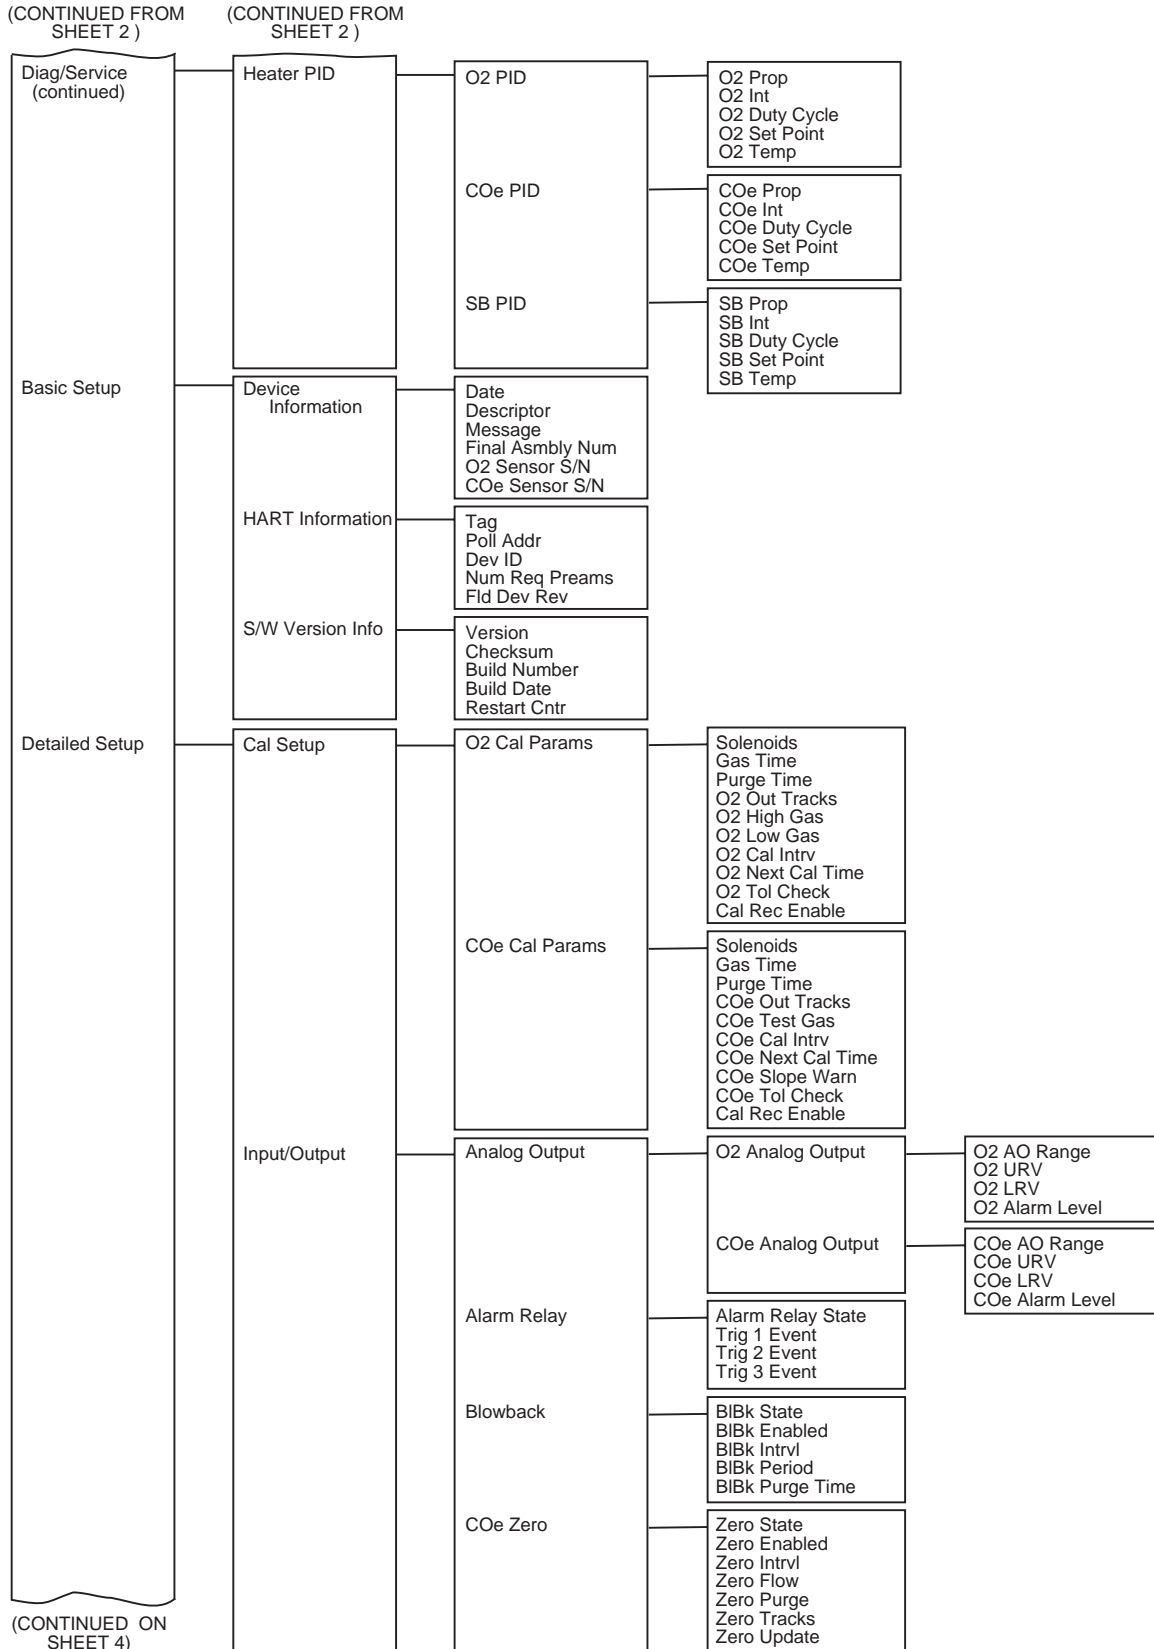 (CONTINUED FROM
SHEET 2 )
(CONTINUED FROM
SHEET 2 )
Diag/Service
(continued)
Heater PID
O2 PID
O2 Prop
O2 Int
O2 Duty Cycle
O2 Set Point
O2 Temp
COe PID
COe Prop
COe Int
COe Duty Cycle
COe Set Point
COe Temp
SB PID
SB Prop
SB Int
SB Duty Cycle
SB Set Point
SB Temp
Basic Setup
Device
Information
Date
Descriptor
Message
Final Asmbly Num
O2 Sensor S/N
COe Sensor S/N
HART Information
Tag
Poll Addr
Dev ID
Num Req Preams
Fld Dev Rev
S/W Version Info
Version
Checksum
Build Number
Build Date
Restart Cntr
Detailed Setup
Cal Setup
O2 Cal Params
Solenoids
Gas Time
Purge Time
O2 Out Tracks
O2 High Gas
O2 Low Gas
O2 Cal Intrv
O2 Next Cal Time
O2 Tol Check
Cal Rec Enable
COe Cal Params
Solenoids
Gas Time
Purge Time
COe Out Tracks
COe Test Gas
COe Cal Intrv
COe Next Cal Time
COe Slope Warn
COe Tol Check
Cal Rec Enable
Input/Output
Analog Output
O2 Analog Output
O2 AO Range
O2 URV
O2 LRV
O2 Alarm Level
COe Analog Output
COe AO Range
COe URV
COe LRV
COe Alarm Level
Alarm Relay
Alarm Relay State
Trig 1 Event
Trig 2 Event
Trig 3 Event
Blowback
BlBk State
BlBk Enabled
BlBk Intrvl
BlBk Period
BlBk Purge Time
COe Zero
Zero State
Zero Enabled
Zero Intrvl
Zero Flow
Zero Purge
Zero Tracks
Zero Update
(CONTINUED ON
SHEET 4)